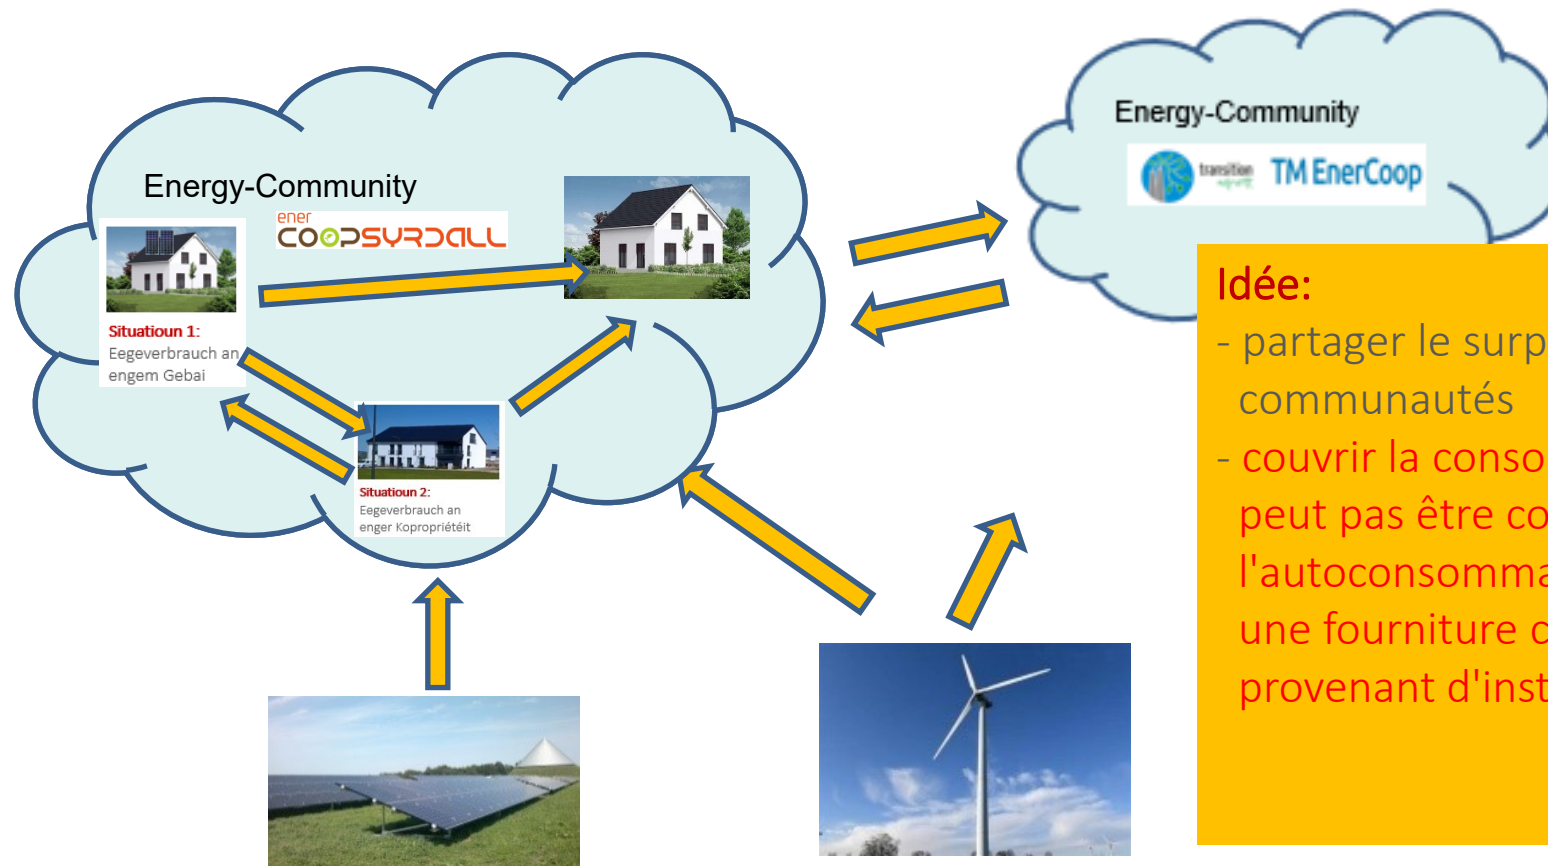 Energy-Community
ener
COOPSYRDALL
Situatioun 1:
Eegeverbrauch an
engem Gebai
Situatioun 2:
Eegeverbrauch an
enger Kopropriétéit
Energy-Community
transition
TM EnerCoop
Idée:
- partager le surp
communautés
- couvrir la conso
peut pas être co
l'autoconsomma
une fourniture c
provenant d'inst